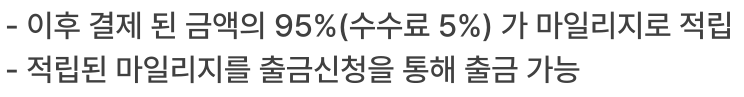 - 이후 결제 된 금액의 95%(수수료 5%) 가 마일리지로 적립
- 적립된 마일리지를 출금신청을 통해 출금 가능